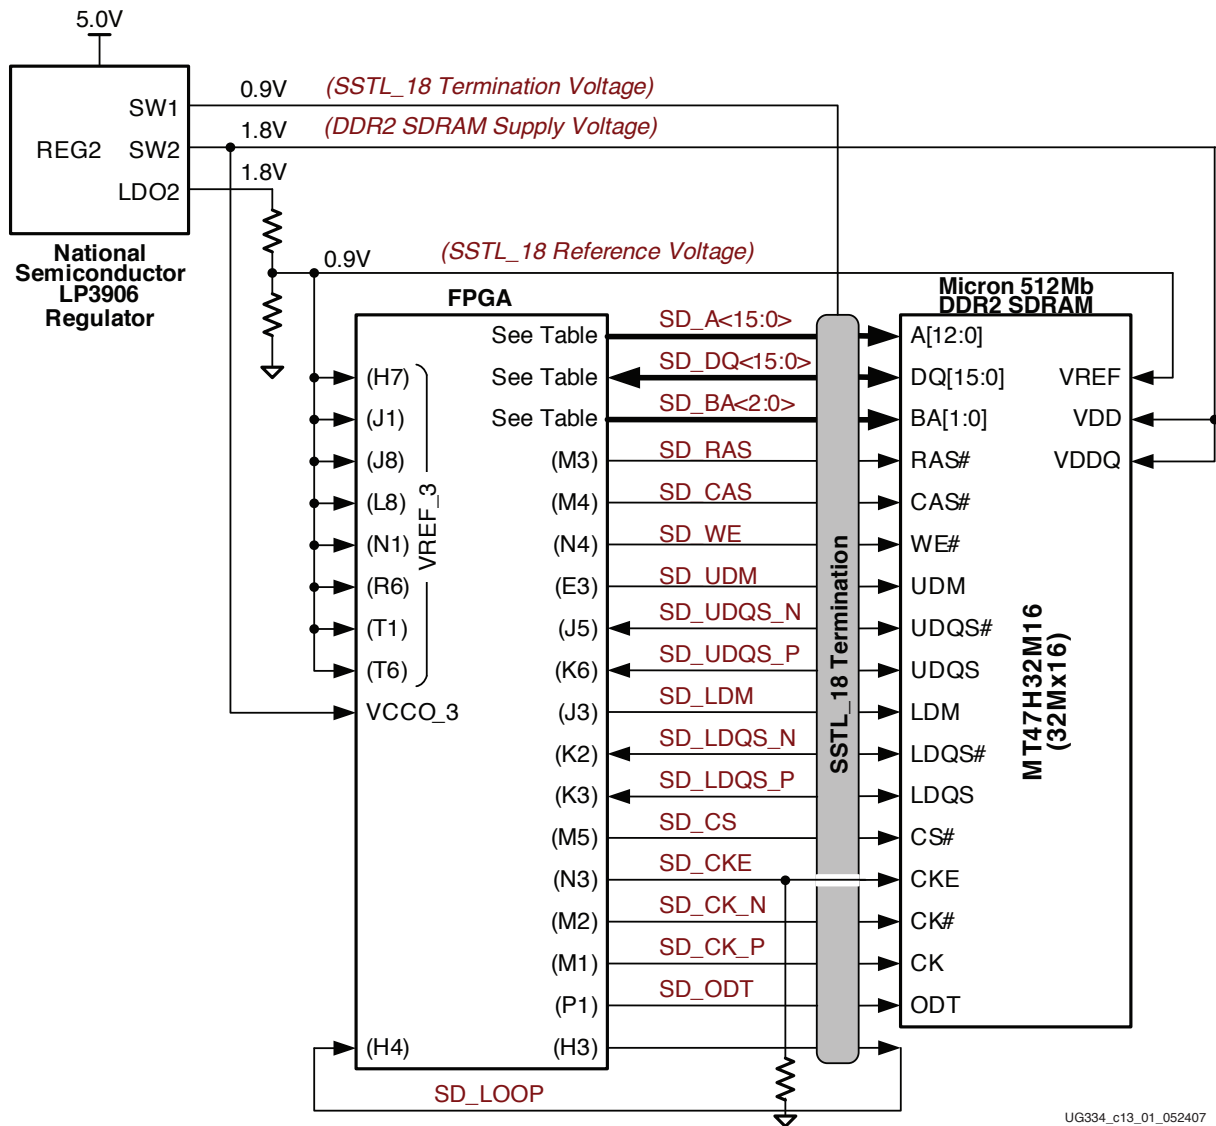 5.0V
SW1
0.9V
(SSTL_18 Termination Voltage)
REG2
SW2
1.8V
(DDR2 SDRAM Supply Voltage)
LDO2
1.8V
National
Semiconductor
LP3906
Regulator
0.9V
(SSTL_18 Reference Voltage)
FPGA
Micron 512Mb
DDR2 SDRAM
See Table
SD_A<15:0>
A[12:0]
(H7)
See Table
SD_DQ<15:0>
DQ[15:0]
VREF
(J1)
See Table
SD_BA<2:0>
BA[1:0]
VDD
(J8)
(M3)
SD_RAS
RAS#
VDDQ
(L8)
(M4)
SD_CAS
CAS#
(N1)
VREF_3
(N4)
SD_WE
WE#
(R6)
(E3)
SD_UDM
UDM
(T1)
(J5)
SD_UDQS_N
UDQS#
(T6)
(K6)
SD_UDQS_P
UDQS
VCCO_3
(J3)
SD_LDM
LDM
SSTL_18 Termination
MT47H32M16
(32Mx16)
(K2)
SD_LDQS_N
LDQS#
(K3)
SD_LDQS_P
LDQS
(M5)
SD_CS
CS#
(N3)
SD_CKE
CKE
(M2)
SD_CK_N
CK#
(M1)
SD_CK_P
CK
(P1)
SD_ODT
ODT
(H4)
(H3)
SD_LOOP
UG334_c13_01_052407